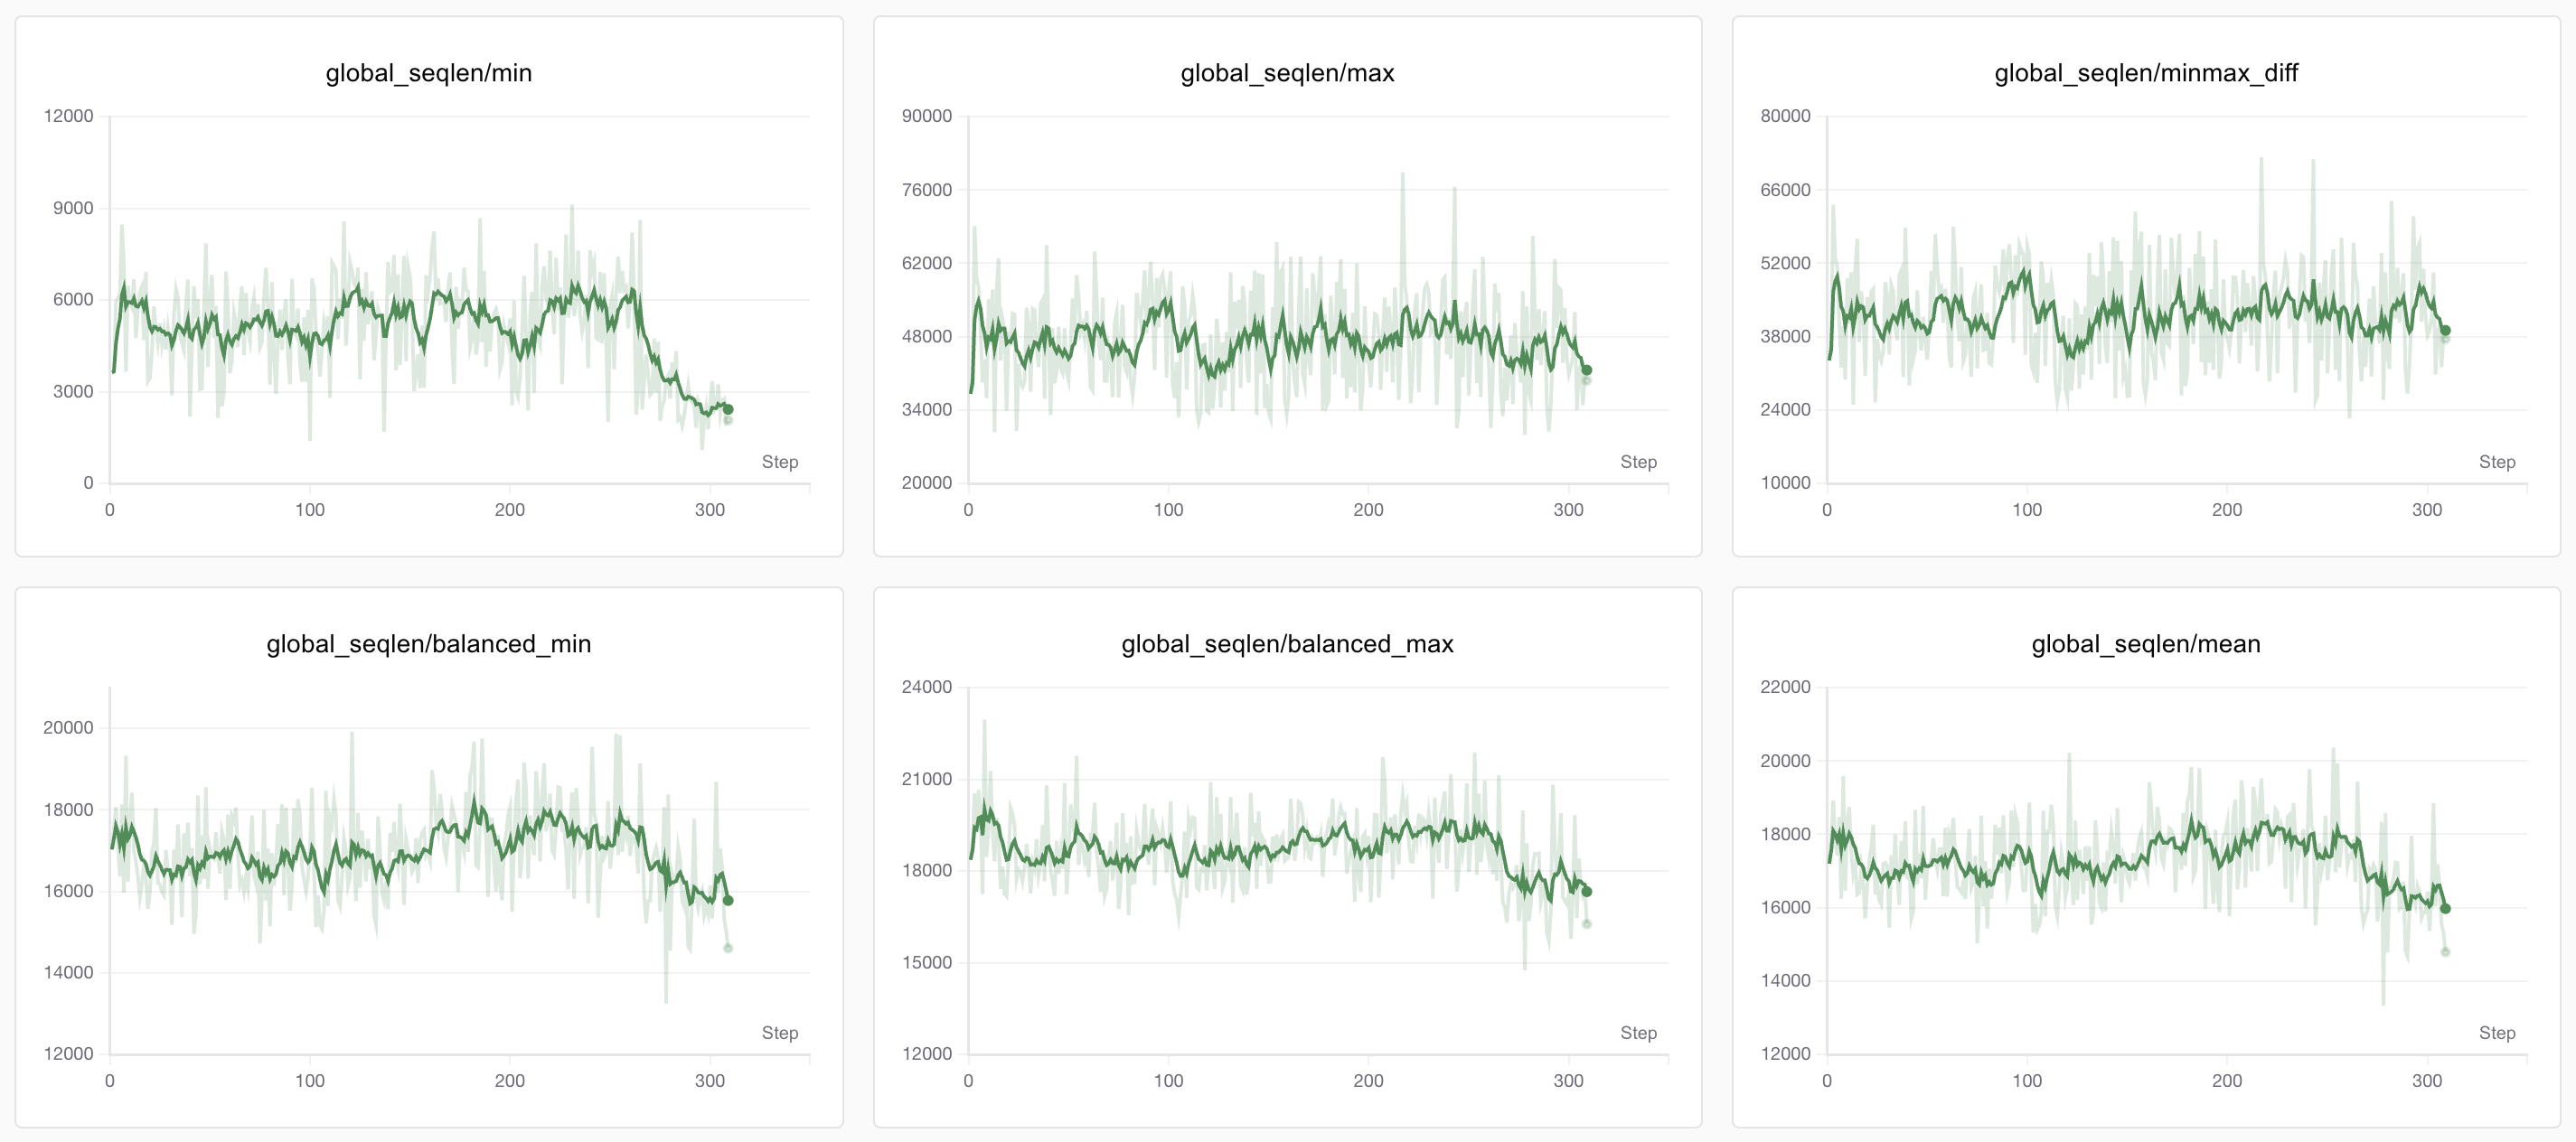 global_seqlen/min
12000
9000
6000
3000
0
0 100 200 300
Step
global_seqlen/max
90000
76000
62000
48000
34000
20000
0 100 200 300
Step
global_seqlen/minmax_diff
80000
66000
52000
38000
24000
10000
0 100 200 300
Step
global_seqlen/balanced_min
20000
18000
16000
14000
12000
0 100 200 300
Step
global_seqlen/balanced_max
24000
21000
18000
15000
12000
0 100 200 300
Step
global_seqlen/mean
22000
20000
18000
16000
14000
12000
0 100 200 300
Step